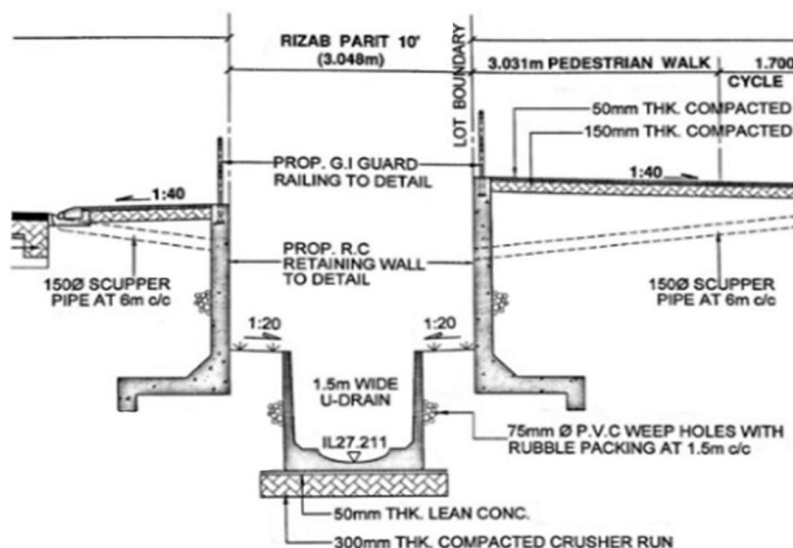 RIZAB PARIT 10'
(3.048m)
LOT BOUNDARY
3.031m PEDESTRIAN WALK
1.700
CYCLE
50mm THK. COMPACTED
150mm THK. COMPACTED
PROP. G.I GUARD
RAILING TO DETAIL
1:40
1:40
PROP. R.C
RETAINING WALL
TO DETAIL
150Ø SCUPPER
PIPE AT 6m c/c
150Ø SCUPPER
PIPE AT 6m c/c
1:20
1:20
1.5m WIDE
U-DRAIN
IL27.211
75mm Ø P.V.C WEEP HOLES WITH
RUBBLE PACKING AT 1.5m c/c
50mm THK. LEAN CONC.
300mm THK. COMPACTED CRUSHER RUN